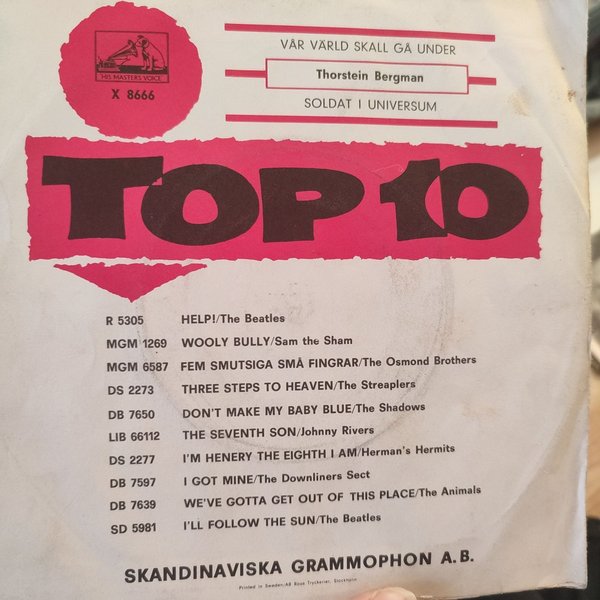 VÅR VÄRLD SKALL GÅ UNDER
Thorstein Bergman
SOLDAT I UNIVERSUM
"HIS MASTER'S VOICE"
X 8666
TOP 10
R 5305 HELP!/The Beatles
MGM 1269 WOOLY BULLY/Sam the Sham
MGM 6587 FEM SMUTSIGA SMÅ FINGRAR/The Osmond Brothers
DS 2273 THREE STEPS TO HEAVEN/The Streaplers
DB 7650 DON'T MAKE MY BABY BLUE/The Shadows
LIB 66112 THE SEVENTH SON/Johnny Rivers
DS 2277 I'M HENERY THE EIGHTH I AM/Herman's Hermits
DB 7597 I GOT MINE/The Downliners Sect
DB 7639 WE'VE GOTTA GET OUT OF THIS PLACE/The Animals
SD 5981 I'LL FOLLOW THE SUN/The Beatles
SKANDINAVISKA GRAMMOPHON A.B.
Printed in Sweden/AB Rose Tryckerier, Stockholm